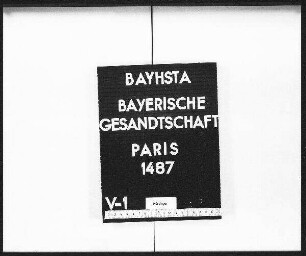 BAYHSTA
BAYERISCHE
GESANDTSCHAFT
PARIS
1487
V-1